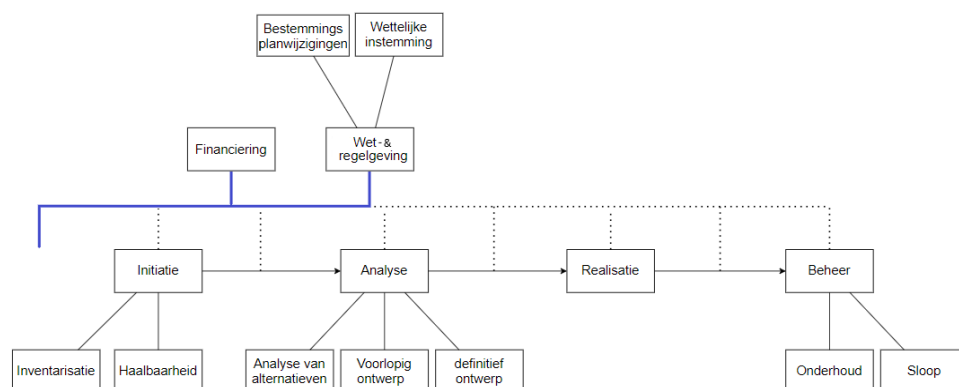 Bestemmings
planwijzigingen
Wettelijke
instemming
Financiering
Wet-&
regelgeving
Initiatie
Analyse
Realisatie
Beheer
Inventarisatie
Haalbaarheid
Analyse van
alternatieven
Voorlopig
ontwerp
definitief
ontwerp
Onderhoud
Sloop